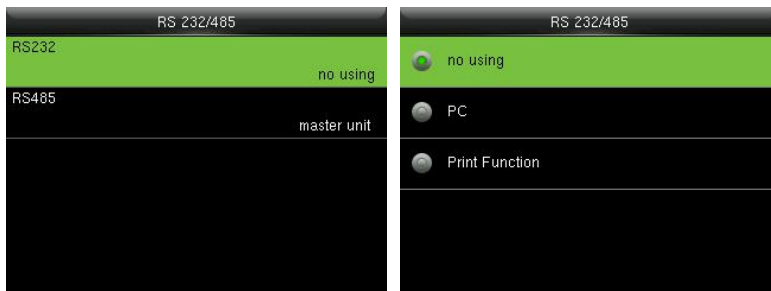 RS 232/485
RS232
no using
RS485
master unit
RS 232/485
no using
PC
Print Function